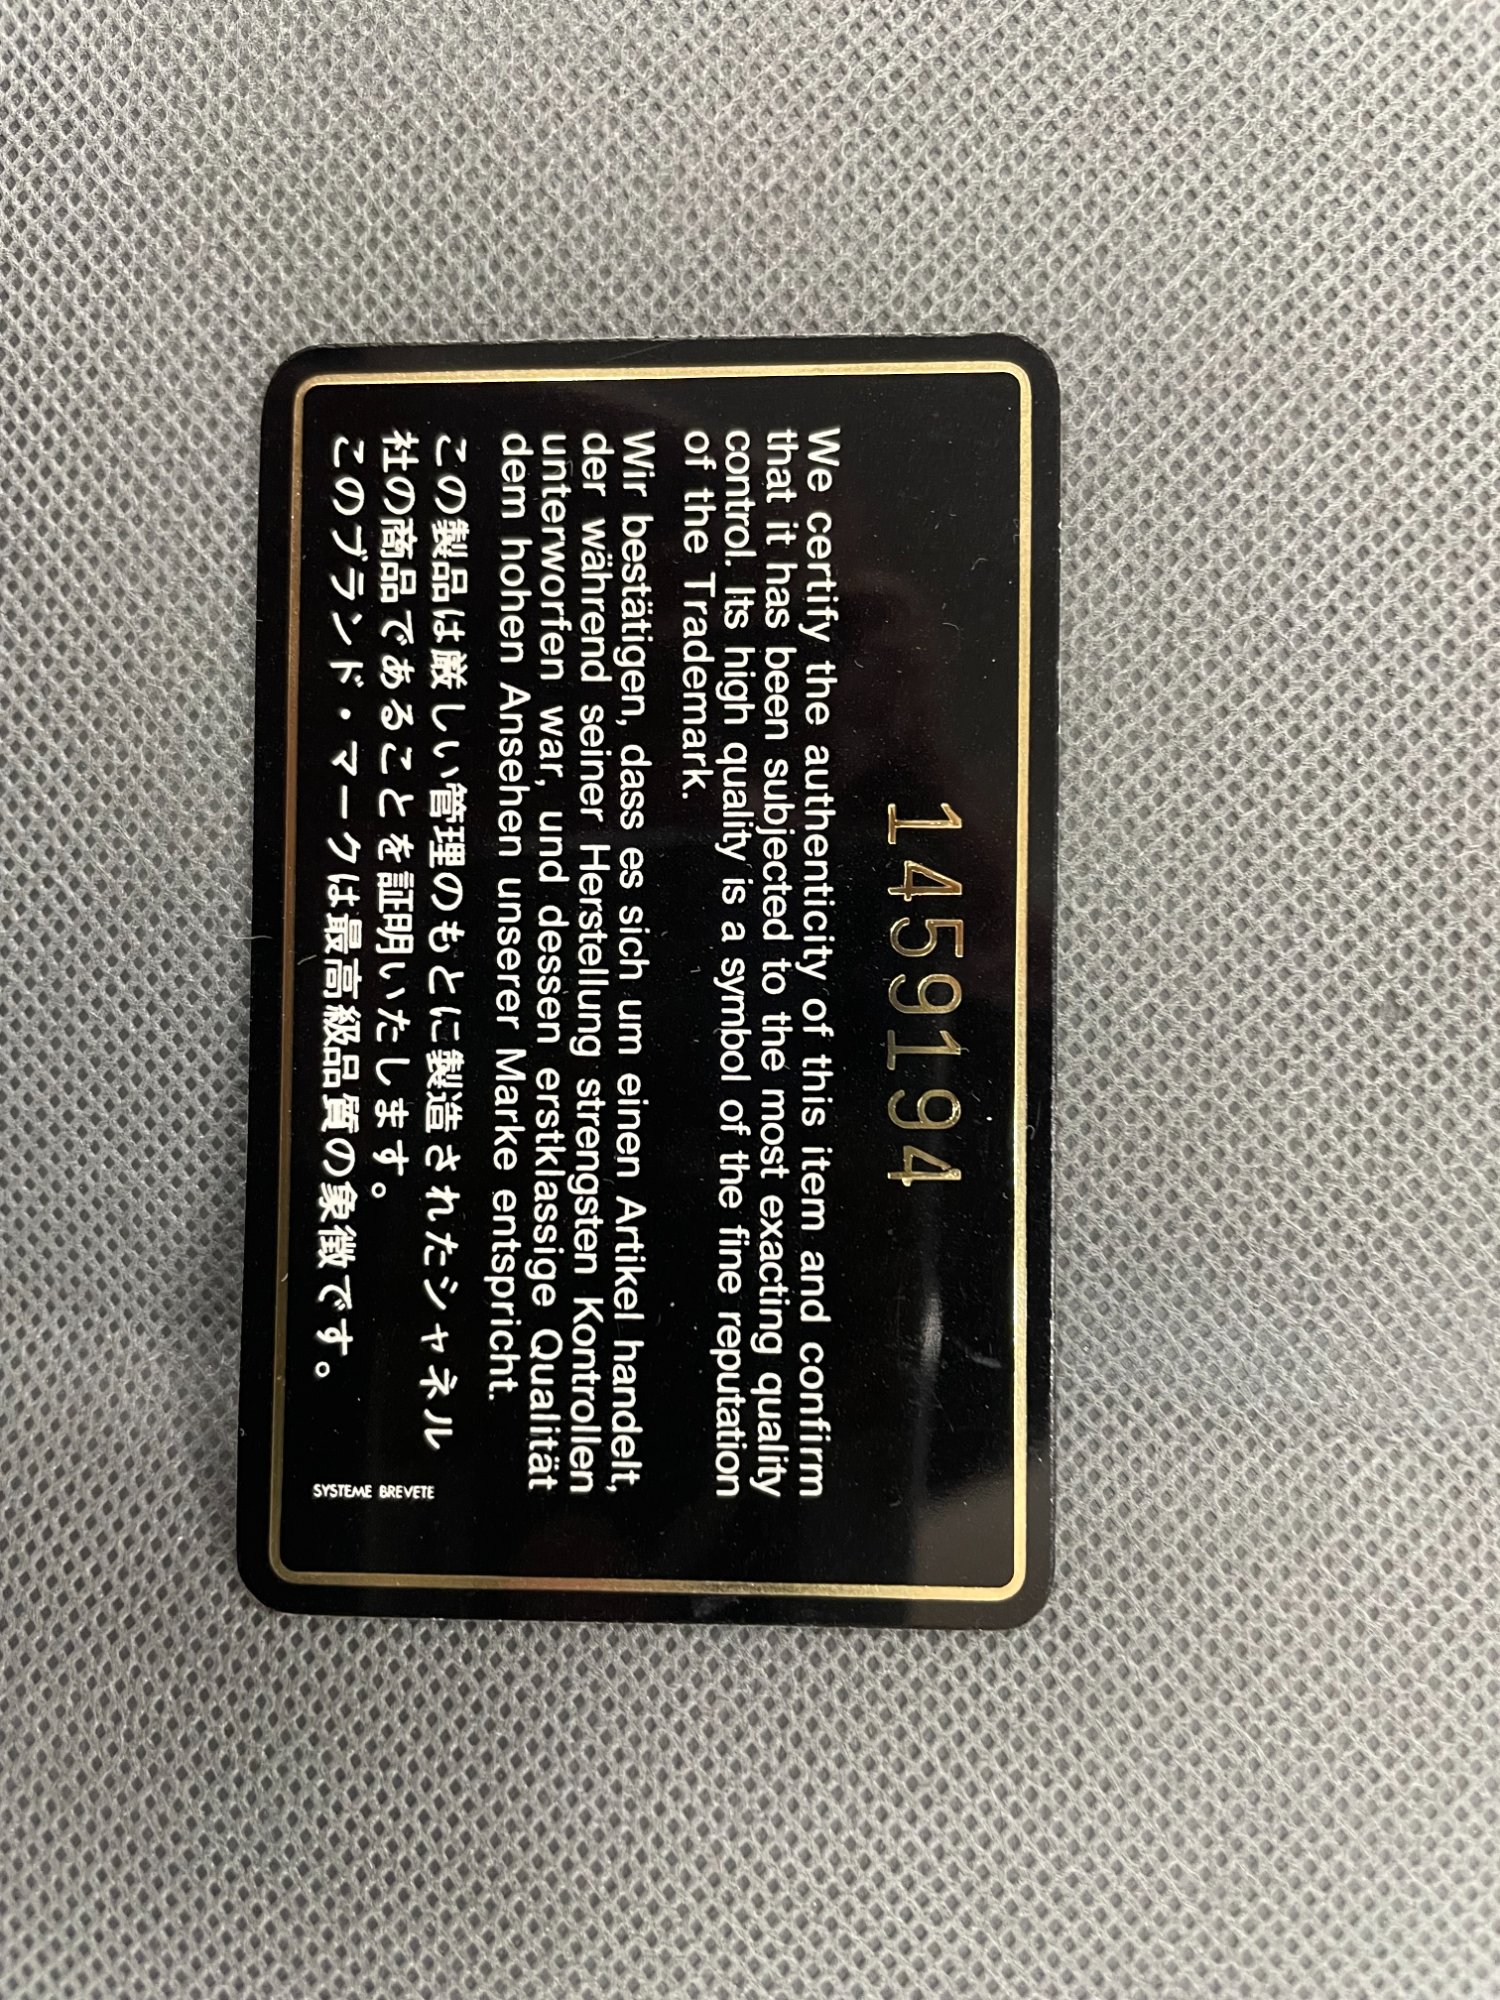 14591194
We certify the authenticity of this item and confirm
that it has been subjected to the most exacting quality
control. Its high quality is a symbol of the fine reputation
of the Trademark.
Wir bestätigen, dass es sich um einen Artikel handelt,
der während seiner Herstellung strengsten Kontrollen
unterworfen war, und dessen erstklassige Qualität
dem hohen Ansehen unserer Marke entspricht.
この製品は厳しい管理のもとに製造されたシャネル
社の商品であることを証明いたします。
このブランド・マークは最高級品質の象徴です。
SYSTEME BREVETE